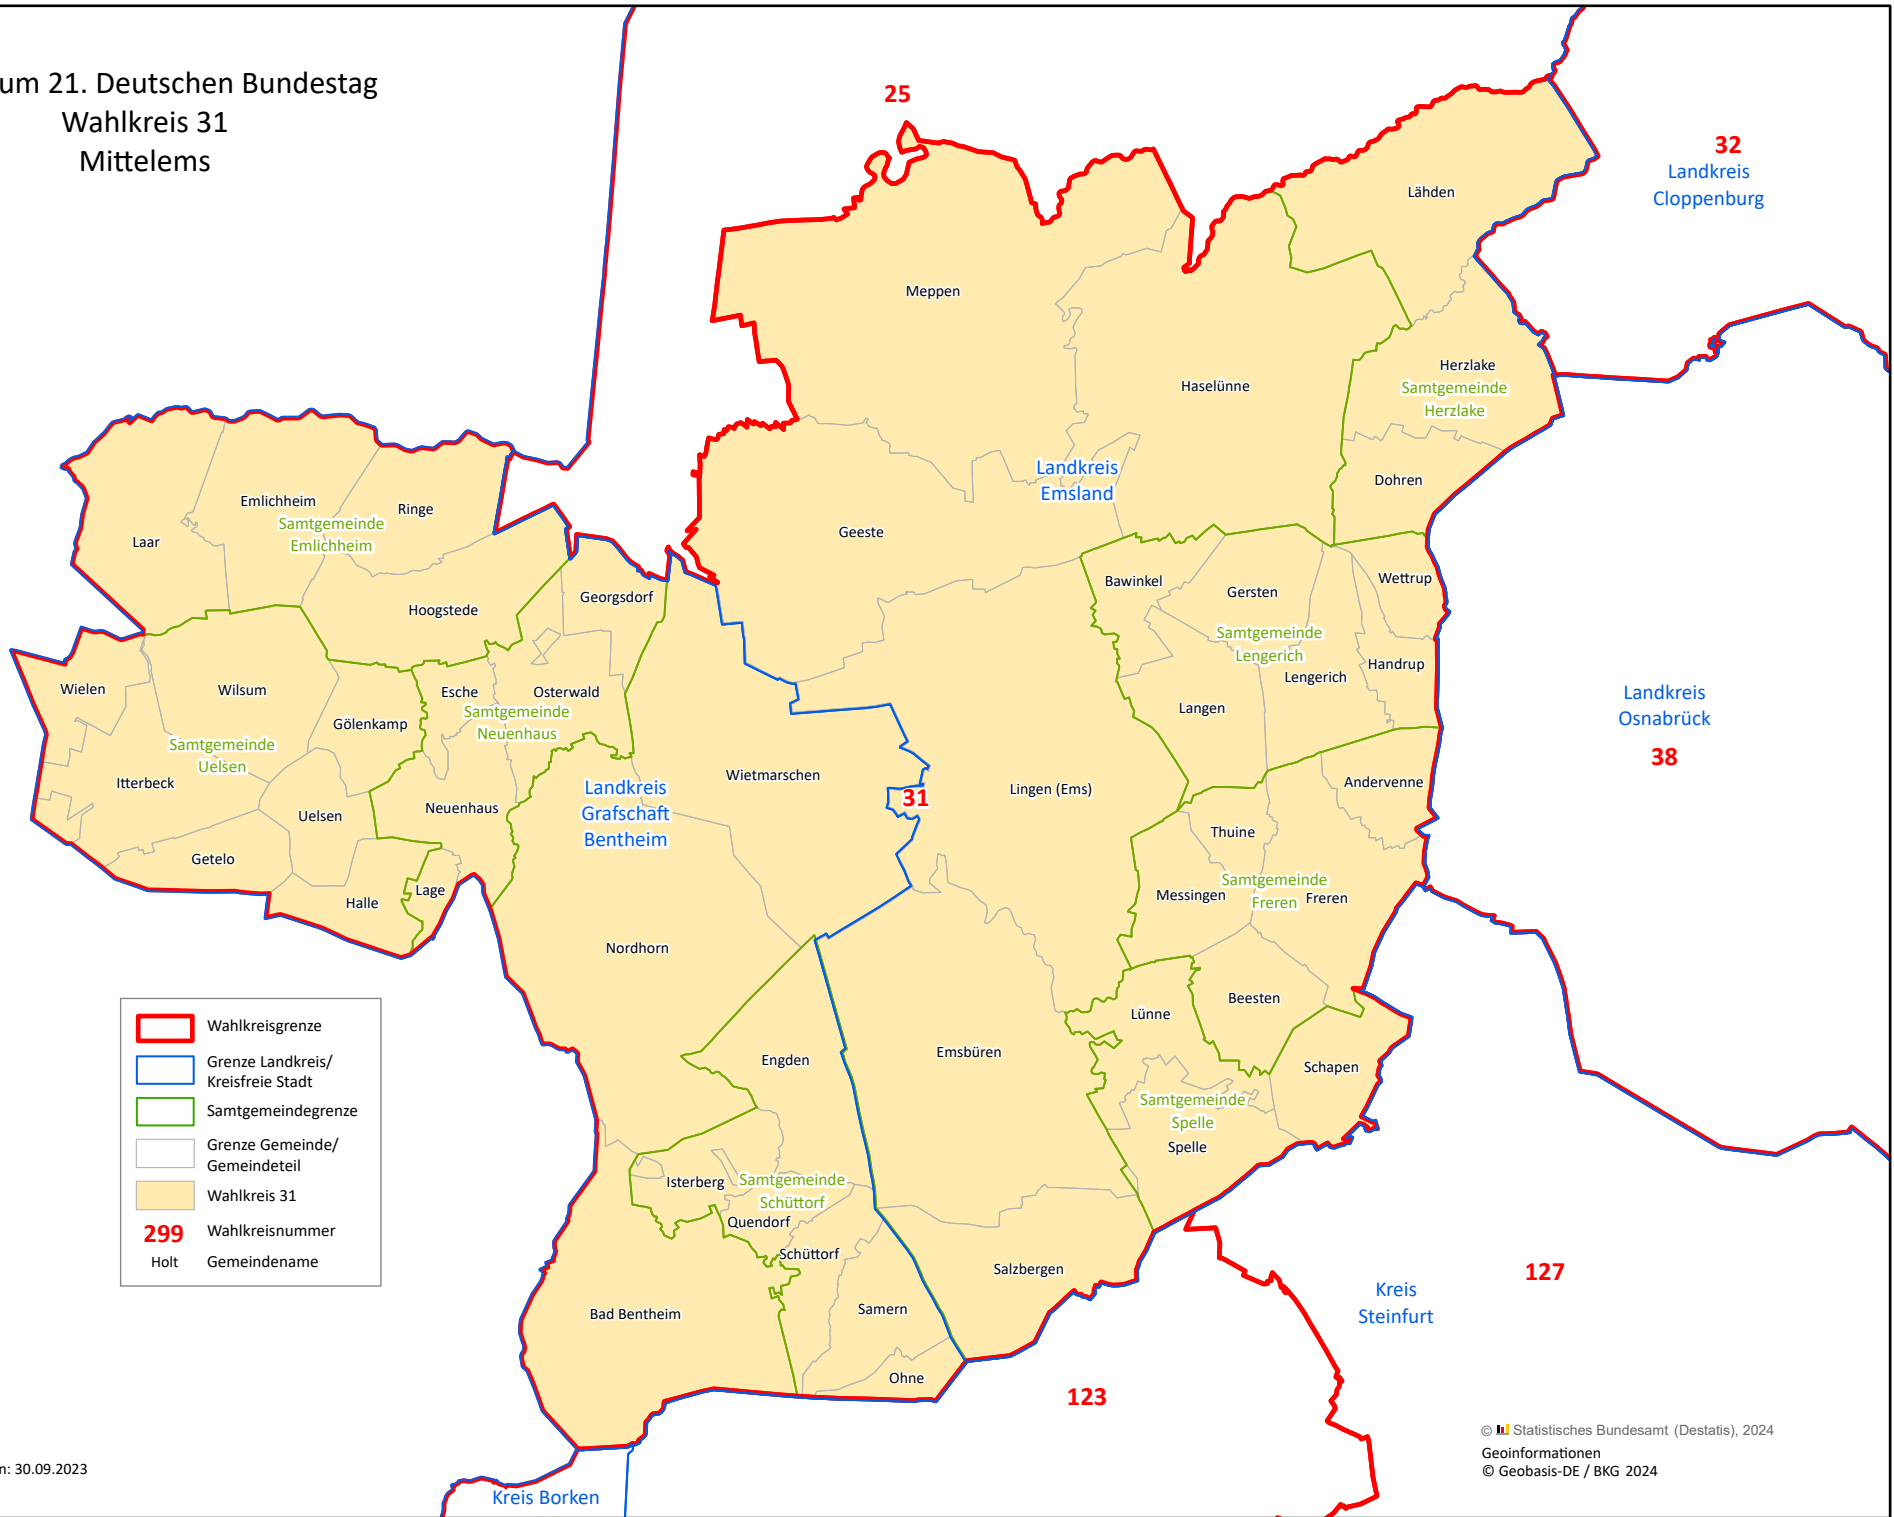 um 21. Deutschen Bundestag
Wahlkreis 31
Mittelems
25
32
Landkreis
Cloppenburg
Lähden
Meppen
Haselünne
Herzlake
Samtgemeinde
Herzlake
Landkreis
Emsland
Dohren
Emlichheim
Ringe
Samtgemeinde
Emlichheim
Laar
Geeste
Hoogstede
Georgsdorf
Bawinkel
Gersten
Wettrup
Samtgemeinde
Lengerich
Handrup
Lengerich
Langen
Wielen
Wilsum
Gölenkamp
Esche
Osterwald
Samtgemeinde
Neuenhaus
Samtgemeinde
Uelsen
Itterbeck
Uelsen
Neuenhaus
Getelo
Halle
Lage
Landkreis
Grafschaft
Bentheim
Wietmarschen
31
Lingen (Ems)
Landkreis
Osnabrück
38
Andervenne
Thuine
Samtgemeinde
Freren
Messingen
Freren
Nordhorn
Beesten
Lünne
Engden
Emsbüren
Schapen
Samtgemeinde
Spelle
Spelle
Isterberg
Samtgemeinde
Schüttorf
Quendorf
Schüttorf
Salzbergen
Bad Bentheim
Samern
Ohne
Wahlkreisgrenze
Grenze Landkreis/
Kreisfreie Stadt
Samtgemeindegrenze
Grenze Gemeinde/
Gemeindeteil
Wahlkreis 31
299 Wahlkreisnummer
Holt Gemeindename
127
Kreis
Steinfurt
123
Kreis Borken
n: 30.09.2023
© Statistisches Bundesamt (Destatis), 2024
Geoinformationen
© Geobasis-DE / BKG 2024